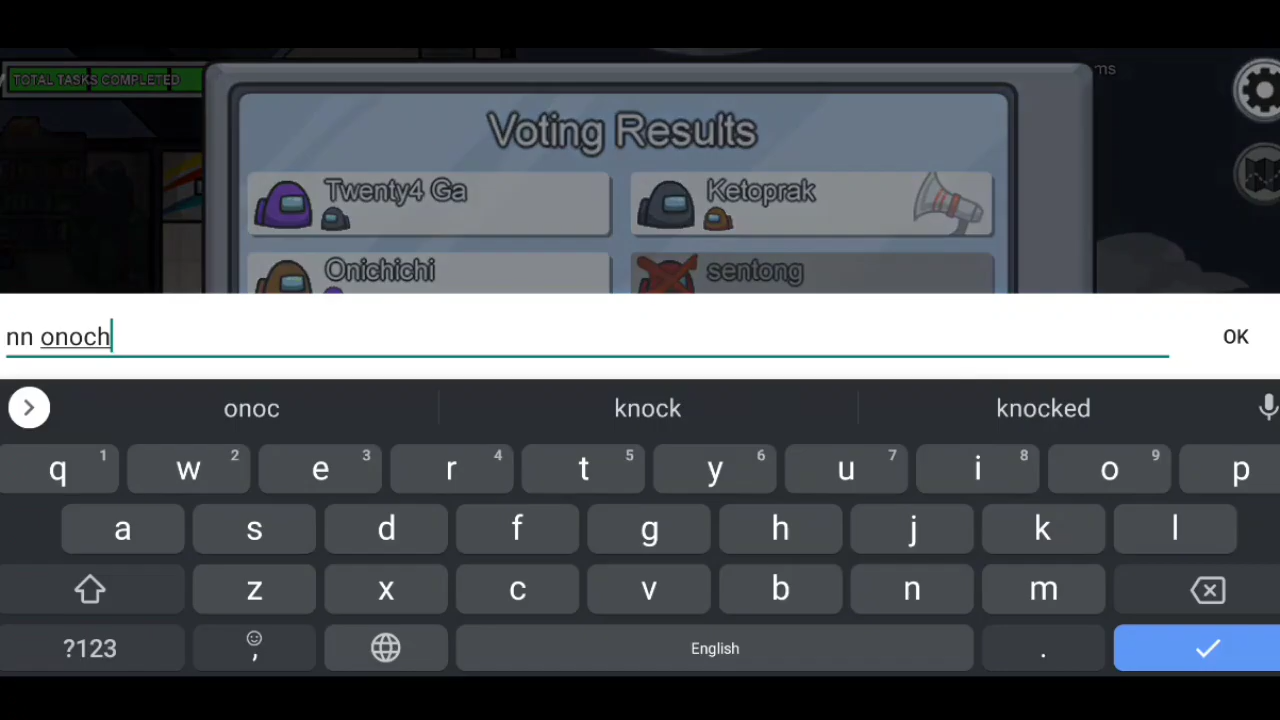 TOTAL TASKS COMPLETED
ms
Voting Results
Twenty4 Ga
Ketoprak
Onichichi
sentong
nn onoch
OK
onoc knock knocked
q 1 w 2 e 3 r 4 t 5 y 6 u 7 i 8 o 9 p
a s d f g h j k l
z x c v b n m
?123 , English .